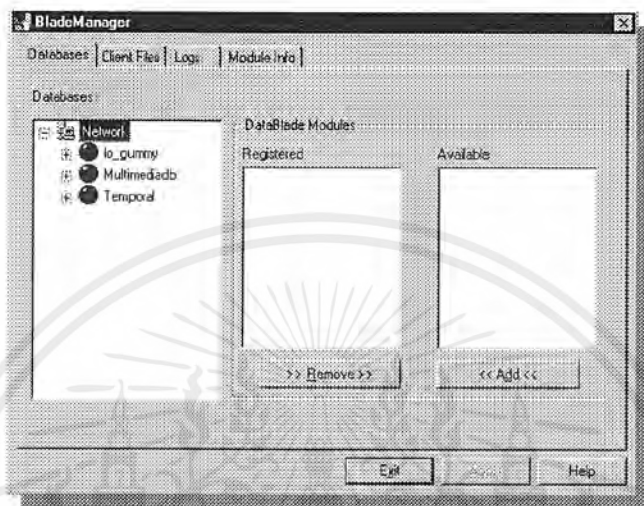 BladeManager
Databases
Client Files
Logs
Module Info
Databases:
Network
lo_gummy
Multimediadb
Temporal
DataBlade Modules
Registered
Available
>> Remove >>
<< Add <<
Exit
Apply
Help